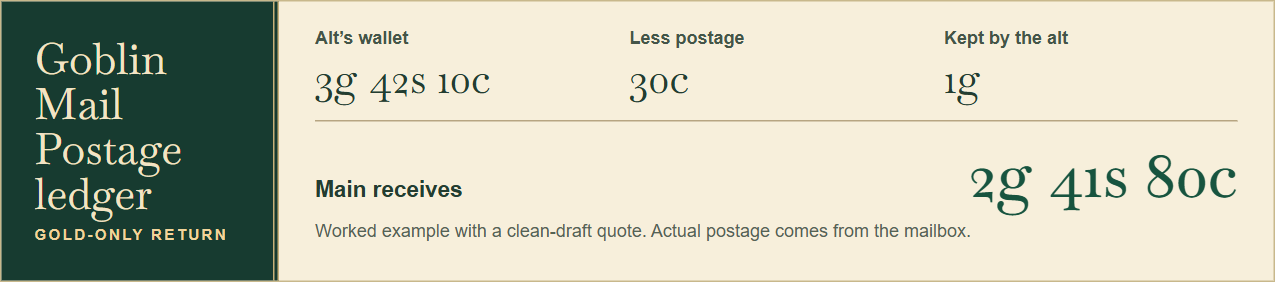 Goblin
Mail
Postage
ledger
GOLD-ONLY RETURN
Alt’s wallet
3g 42s 10c
Less postage
30c
Kept by the alt
1g
Main receives
2g 41s 80c
Worked example with a clean-draft quote. Actual postage comes from the mailbox.